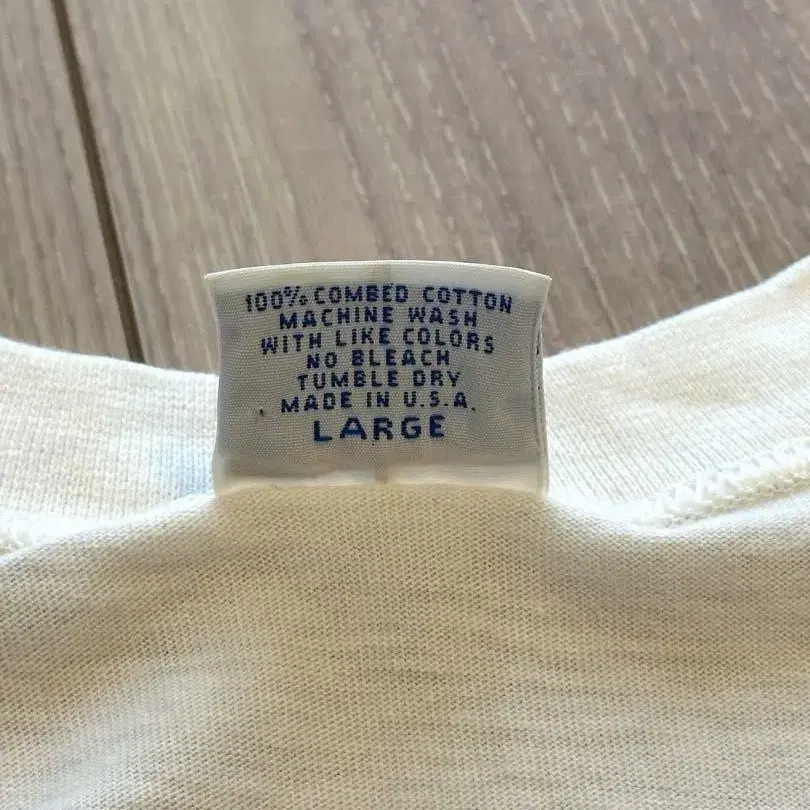 100% COMBED COTTON
MACHINE WASH
WITH LIKE COLORS
NO BLEACH
TUMBLE DRY
MADE IN U.S.A.
LARGE